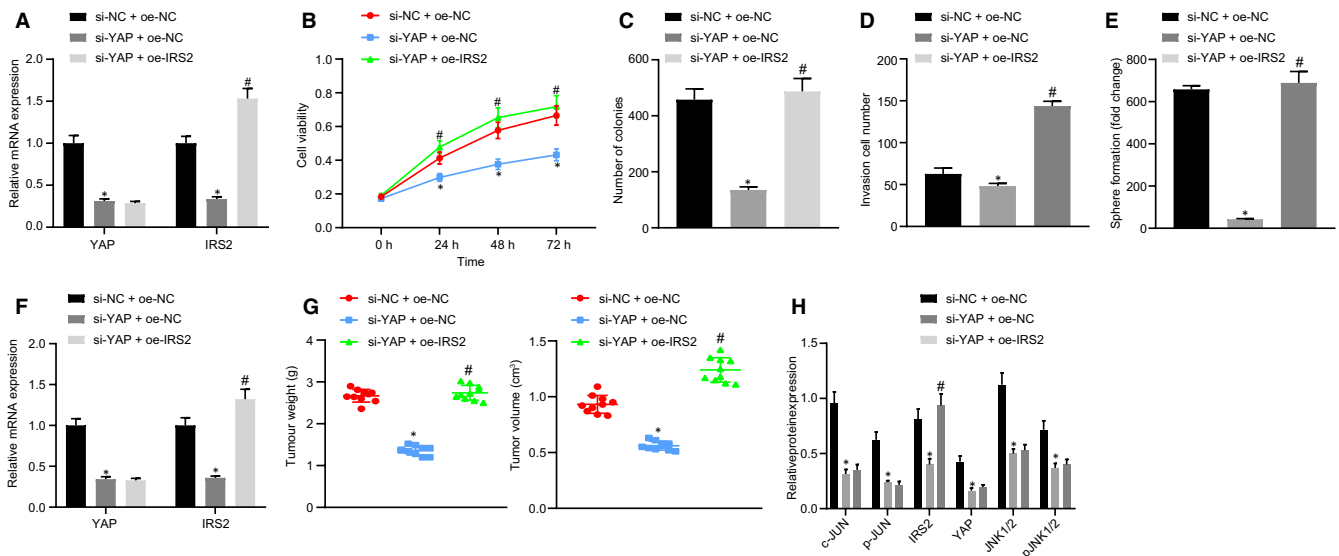 A
si-NC + oe-NC
si-YAP + oe-NC
si-YAP + oe-IRS2
Relative mRNA expression
2.0
1.5
1.0
0.5
0.0
*
*
#
YAP
IRS2
B
si-NC + oe-NC
si-YAP + oe-NC
si-YAP + oe-IRS2
Cell viability
1.0
0.8
0.6
0.4
0.2
0.0
#
#
#
*
*
*
0 h
24 h
48 h
72 h
Time
C
si-NC + oe-NC
si-YAP + oe-NC
si-YAP + oe-IRS2
Number of colonies
600
400
200
0
*
#
D
si-NC + oe-NC
si-YAP + oe-NC
si-YAP + oe-IRS2
Invasion cell number
200
150
100
50
0
*
#
E
si-NC + oe-NC
si-YAP + oe-NC
si-YAP + oe-IRS2
Sphere formation (fold change)
800
600
400
200
0
*
#
F
si-NC + oe-NC
si-YAP + oe-NC
si-YAP + oe-IRS2
Relative mRNA expression
2.0
1.5
1.0
0.5
0.0
*
*
#
YAP
IRS2
G
si-NC + oe-NC
si-YAP + oe-NC
si-YAP + oe-IRS2
Tumour weight (g)
4
3
2
1
0
*
#
si-NC + oe-NC
si-YAP + oe-NC
si-YAP + oe-IRS2
Tumor volume (cm³)
1.5
1.0
0.5
0.0
*
#
H
si-NC + oe-NC
si-YAP + oe-NC
si-YAP + oe-IRS2
Relativeproteinexpression
1.5
1.0
0.5
0.0
*
*
*
#
*
*
*
c-JUN
p-JUN
IRS2
YAP
JNK1/2
pJNK1/2